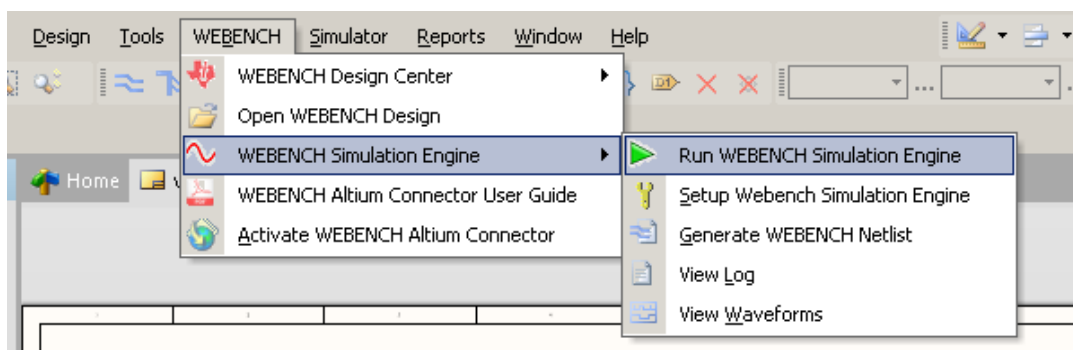 Design Tools WEBENCH Simulator Reports Window Help
WEBENCH Design Center
D1
...
Open WEBENCH Design
WEBENCH Simulation Engine
Run WEBENCH Simulation Engine
Home
WEBENCH Altium Connector User Guide
Setup Webench Simulation Engine
Activate WEBENCH Altium Connector
Generate WEBENCH Netlist
View Log
View Waveforms